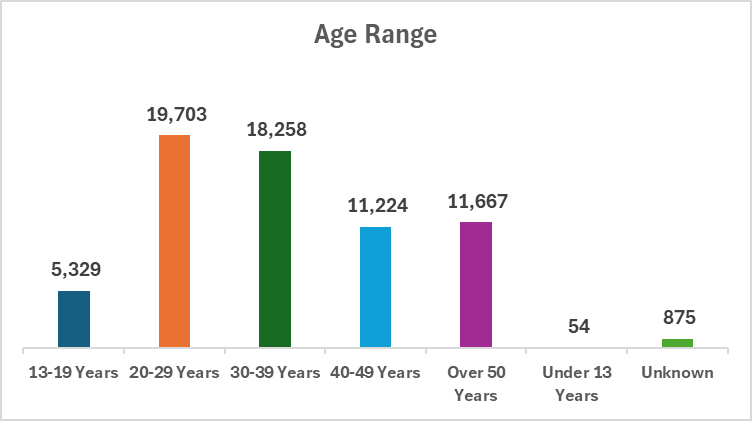 Age Range
19,703
18,258
11,224
11,667
5,329
54
875
13-19 Years
20-29 Years
30-39 Years
40-49 Years
Over 50
Years
Under 13
Years
Unknown